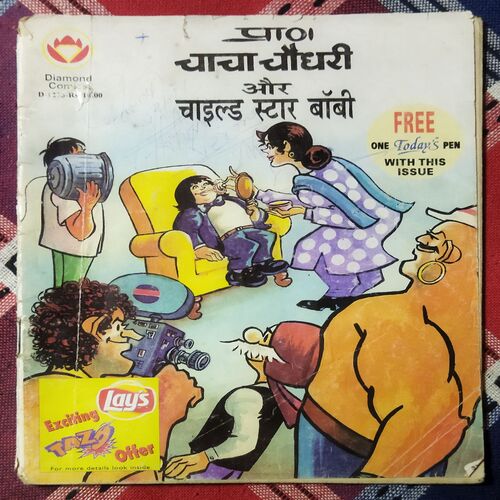 प्राण
चाचा चौधरी
और
चाइल्ड स्टार बॉबी
Diamond
Comics
FREE
ONE Today's PEN
WITH THIS
ISSUE
Lay's
Exciting
TAZO
Offer
For more details look inside